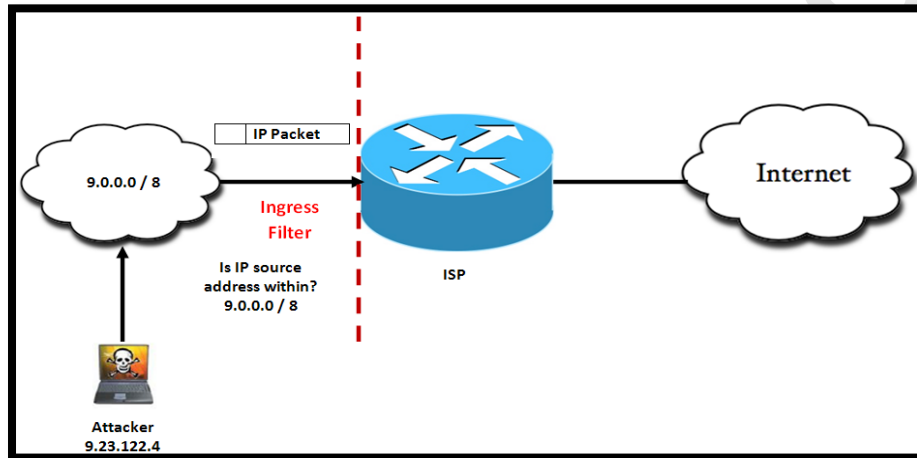 IP Packet
9.0.0.0 / 8
Ingress
Filter
Is IP source
address within?
9.0.0.0 / 8
ISP
Internet
Attacker
9.23.122.4